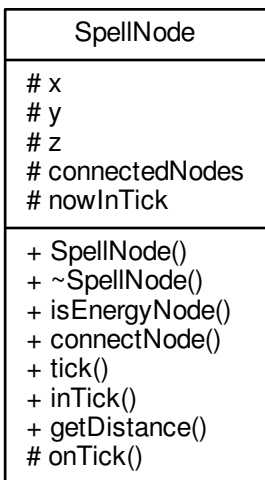 SpellNode
# x
# y
# z
# connectedNodes
# nowInTick
+ SpellNode()
+ ~SpellNode()
+ isEnergyNode()
+ connectNode()
+ tick()
+ inTick()
+ getDistance()
# onTick()